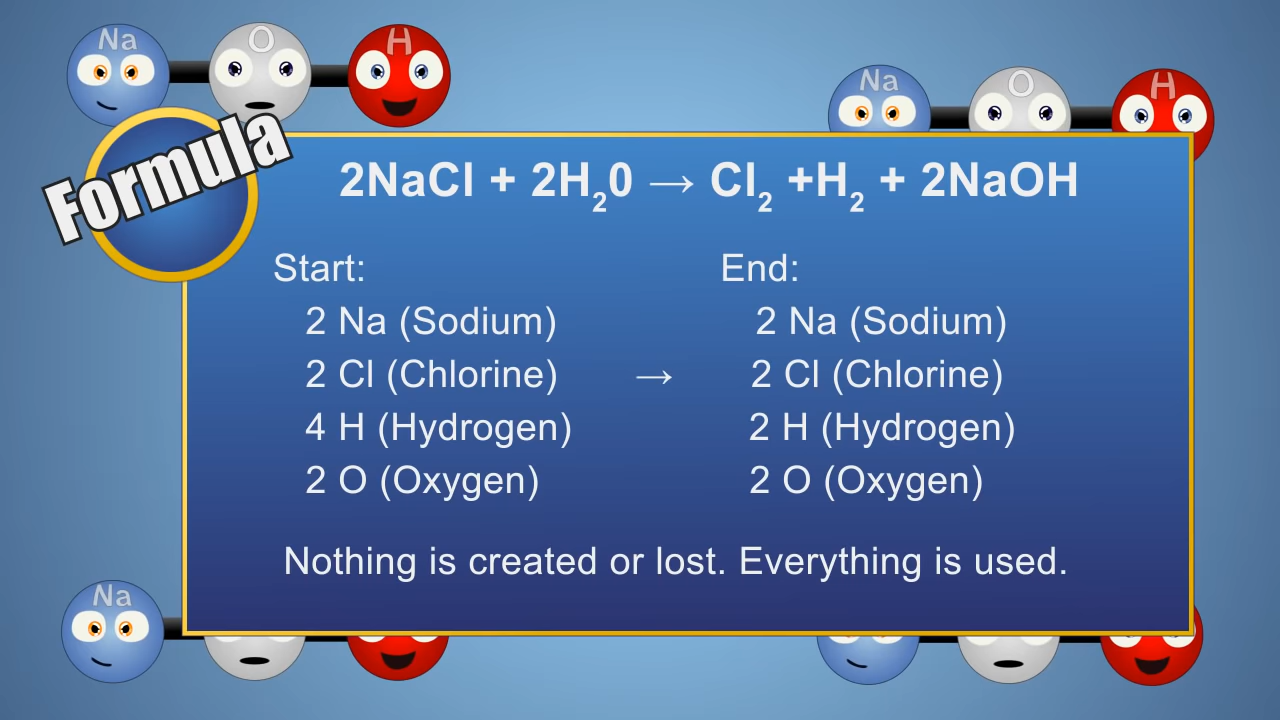 Na O H
Na O H
Formula
2NaCl + 2H₂0 → Cl₂ +H₂ + 2NaOH
Start: End:
2 Na (Sodium) 2 Na (Sodium)
2 Cl (Chlorine) → 2 Cl (Chlorine)
4 H (Hydrogen) 2 H (Hydrogen)
2 O (Oxygen) 2 O (Oxygen)
Nothing is created or lost. Everything is used.
Na